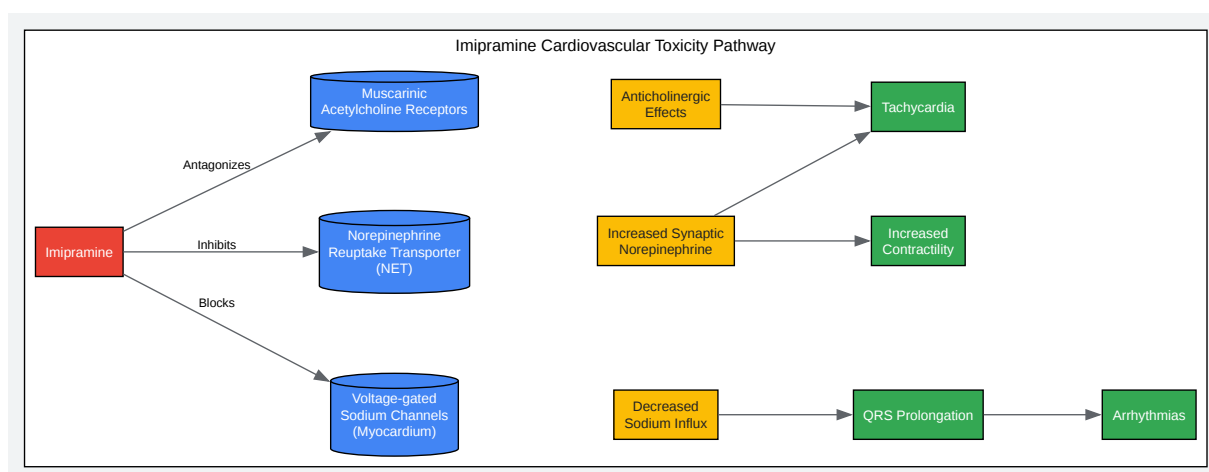 Imipramine Cardiovascular Toxicity Pathway
Muscarinic
Acetylcholine Receptors
Anticholinergic
Effects
Tachycardia
Antagonizes
Imipramine
Inhibits
Norepinephrine
Reuptake Transporter
(NET)
Increased Synaptic
Norepinephrine
Increased
Contractility
Blocks
Voltage-gated
Sodium Channels
(Myocardium)
Decreased
Sodium Influx
QRS Prolongation
Arrhythmias